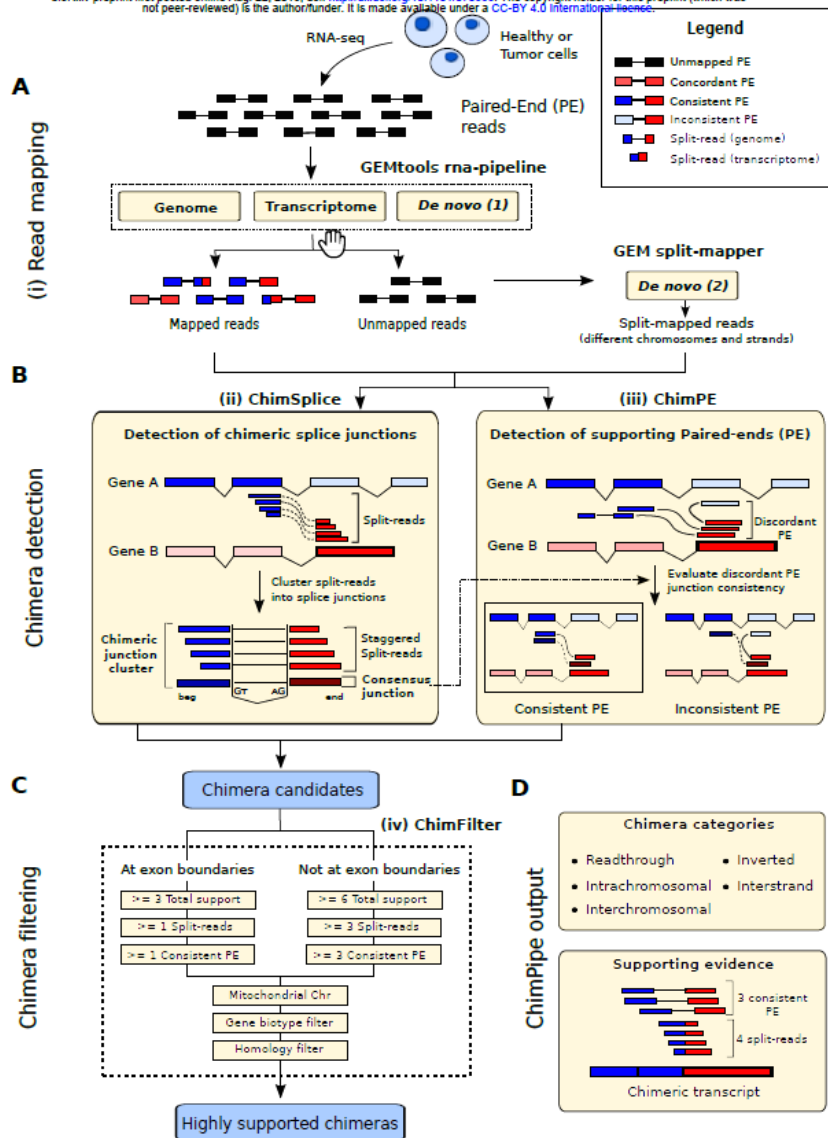 not peer-reviewed) is the author/funder. It is made available under a CC-BY 4.0 International license.
RNA-seq
Healthy or
Tumor cells
Legend
Unmapped PE
Concordant PE
Consistent PE
Inconsistent PE
Split-read (genome)
Split-read (transcriptome)
A
(i) Read mapping
Paired-End (PE)
reads
GEMtools rna-pipeline
Genome
Transcriptome
De novo (1)
GEM split-mapper
De novo (2)
Mapped reads
Unmapped reads
Split-mapped reads
(different chromosomes and strands)
B
Chimera detection
(ii) ChimSplice
Detection of chimeric splice junctions
Gene A
Split-reads
Gene B
Cluster split-reads
into splice junctions
Chimeric
junction
cluster
Staggered
Split-reads
Consensus
junction
GT
AG
beg
end
(iii) ChimPE
Detection of supporting Paired-ends (PE)
Gene A
Discordant
PE
Gene B
Evaluate discordant PE
junction consistency
Consistent PE
Inconsistent PE
C
Chimera filtering
Chimera candidates
(iv) ChimFilter
At exon boundaries
Not at exon boundaries
>= 3 Total support
>= 6 Total support
>= 1 Split-reads
>= 3 Split-reads
>= 1 Consistent PE
>= 3 Consistent PE
Mitochondrial Chr
Gene biotype filter
Homology filter
Highly supported chimeras
D
ChimPipe output
Chimera categories
• Readthrough
• Inverted
• Intrachromosomal
• Interstrand
• Interchromosomal
Supporting evidence
3 consistent
PE
4 split-reads
Chimeric transcript